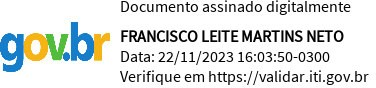 Documento assinado digitalmente
gov.br
FRANCISCO LEITE MARTINS NETO
Data: 22/11/2023 16:03:50-0300
Verifique em https://validar.iti.gov.br